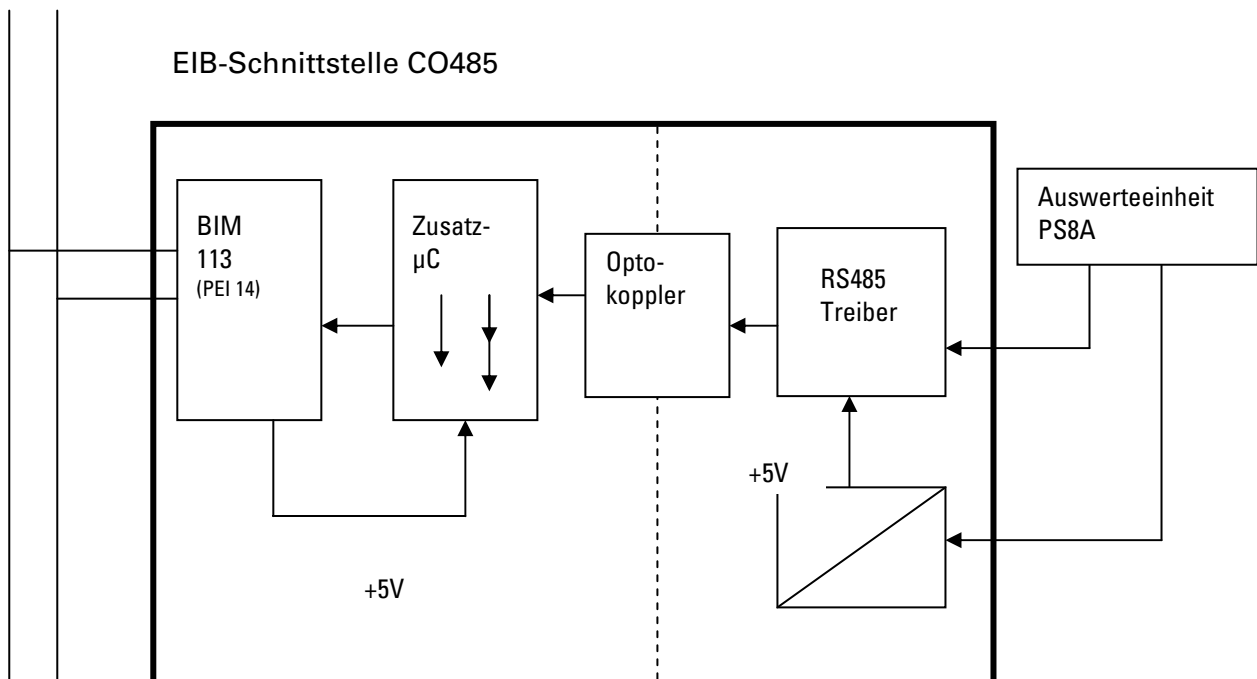 EIB-Schnittstelle CO485
BIM
113
(PEI 14)
Zusatz-
µC
Opto-
koppler
RS485
Treiber
Auswerteeinheit
PS8A
+5V
+5V